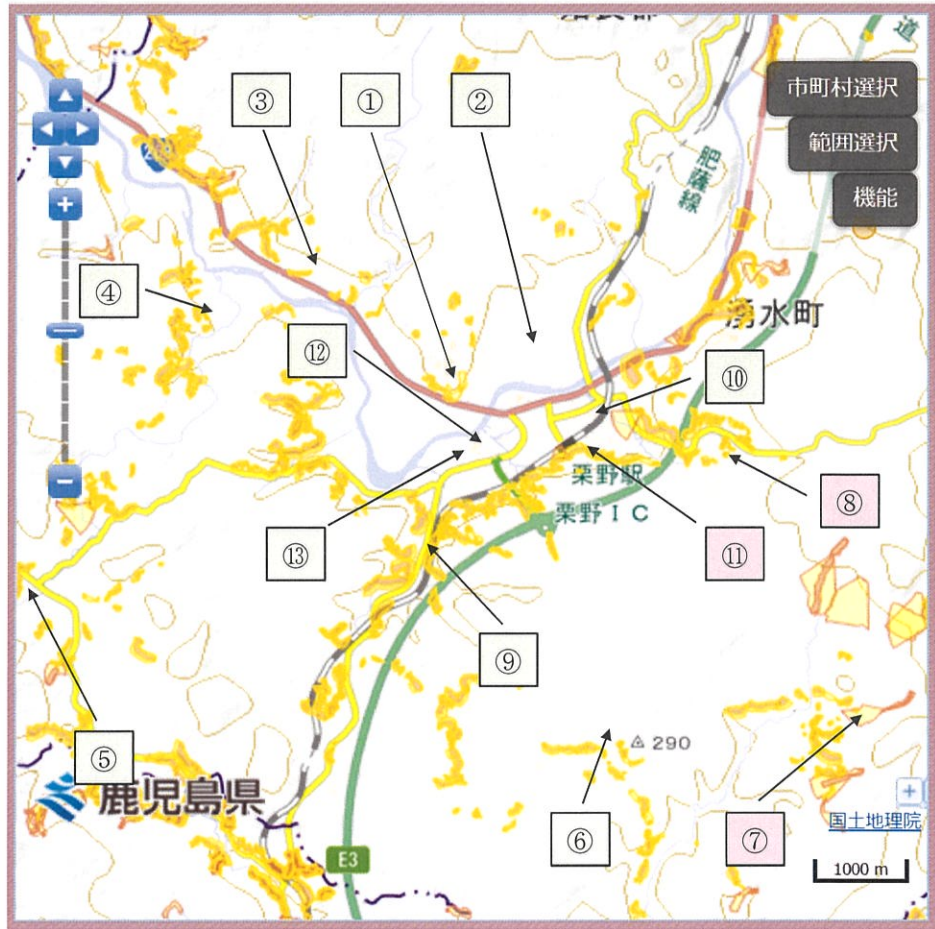 道
市町村選択
範囲選択
機能
③
①
②
肥薩線
④
湧水町
⑫
⑩
栗野駅
栗野IC
⑧
⑬
⑪
⑨
290
⑤
鹿児島県
国土地理院
⑥
⑦
E3
1000 m